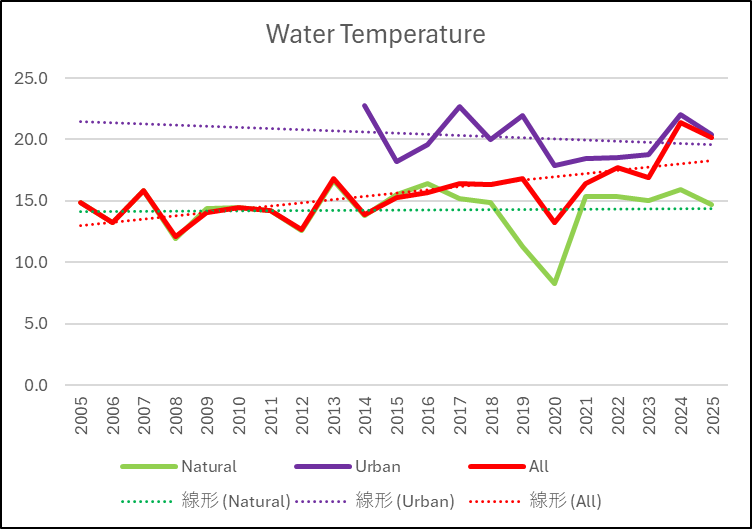 Water Temperature
25.0
20.0
15.0
10.0
5.0
0.0
2005 2006 2007 2008 2009 2010 2011 2012 2013 2014 2015 2016 2017 2018 2019 2020 2021 2022 2023 2024 2025
Natural Urban All
線形 (Natural) 線形 (Urban) 線形 (All)